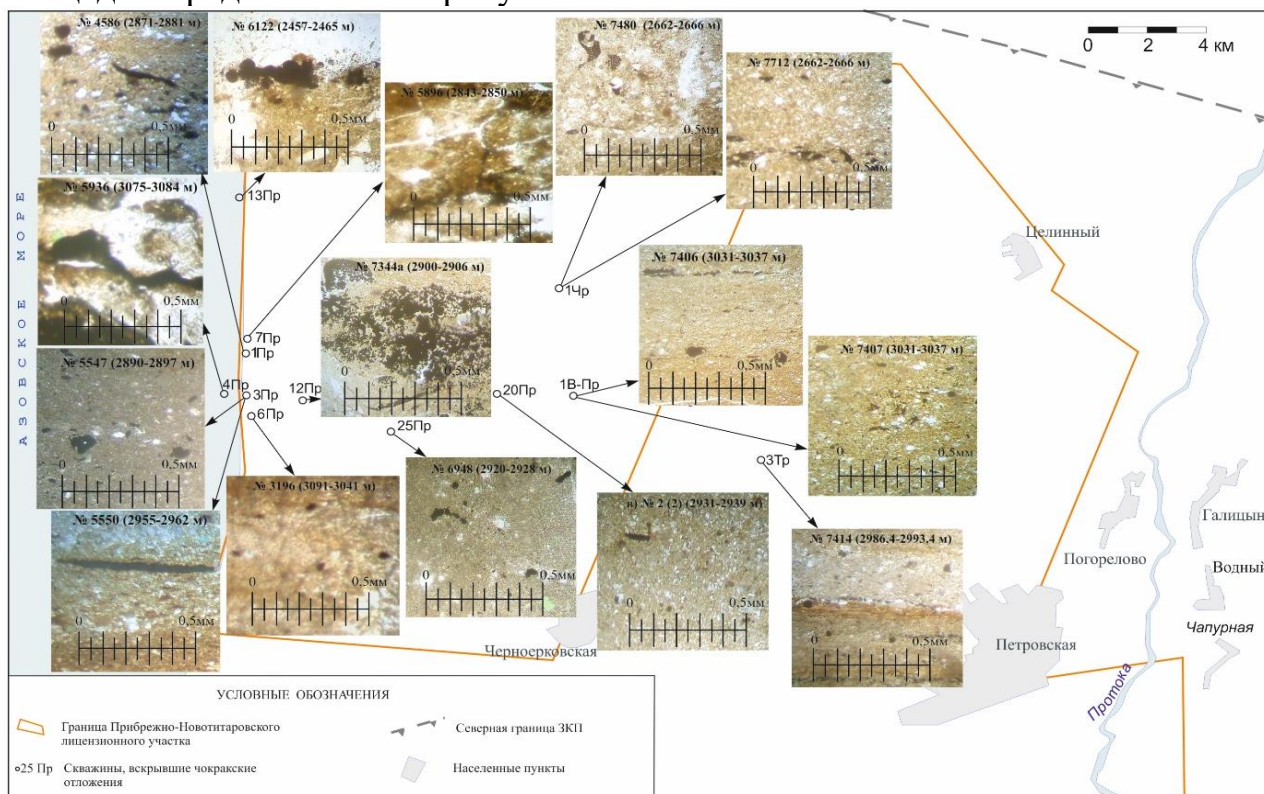 № 4586 (2871-2881 м)
0
0,5мм
№ 6122 (2457-2465 м)
0
0,5мм
№ 5896 (2843-2850 м)
0
0,5мм
№ 7480 (2662-2666 м)
0
0,5мм
№ 7712 (2662-2666 м)
0
0,5мм
0 2 4 км
АЗОВСКОЕ МОРЕ
№ 5936 (3075-3084 м)
0
0,5мм
13Пр
№ 7344а (2900-2906 м)
0
0,5мм
1Чр
№ 7406 (3031-3037 м)
0
0,5мм
Целинный
7Пр
1Пр
№ 5547 (2890-2897 м)
0
0,5мм
4Пр
3Пр
6Пр
12Пр
25Пр
20Пр
1В-Пр
№ 7407 (3031-3037 м)
0
0,5мм
3Тр
№ 5550 (2955-2962 м)
0
0,5мм
№ 3196 (3091-3041 м)
0
0,5мм
№ 6948 (2920-2928 м)
0
0,5мм
в) № 2 (2) (2931-2939 м)
0
0,5мм
№ 7414 (2986,4-2993,4 м)
0
0,5мм
Погорелово
Галицын
Водный
Чапурная
Черноерковская
Петровская
Протока
УСЛОВНЫЕ ОБОЗНАЧЕНИЯ
Граница Прибрежно-Новотитаровского
лицензионного участка
Северная граница ЗКП
25 Пр Скважины, вскрывшие чокракские
отложения
Населенные пункты